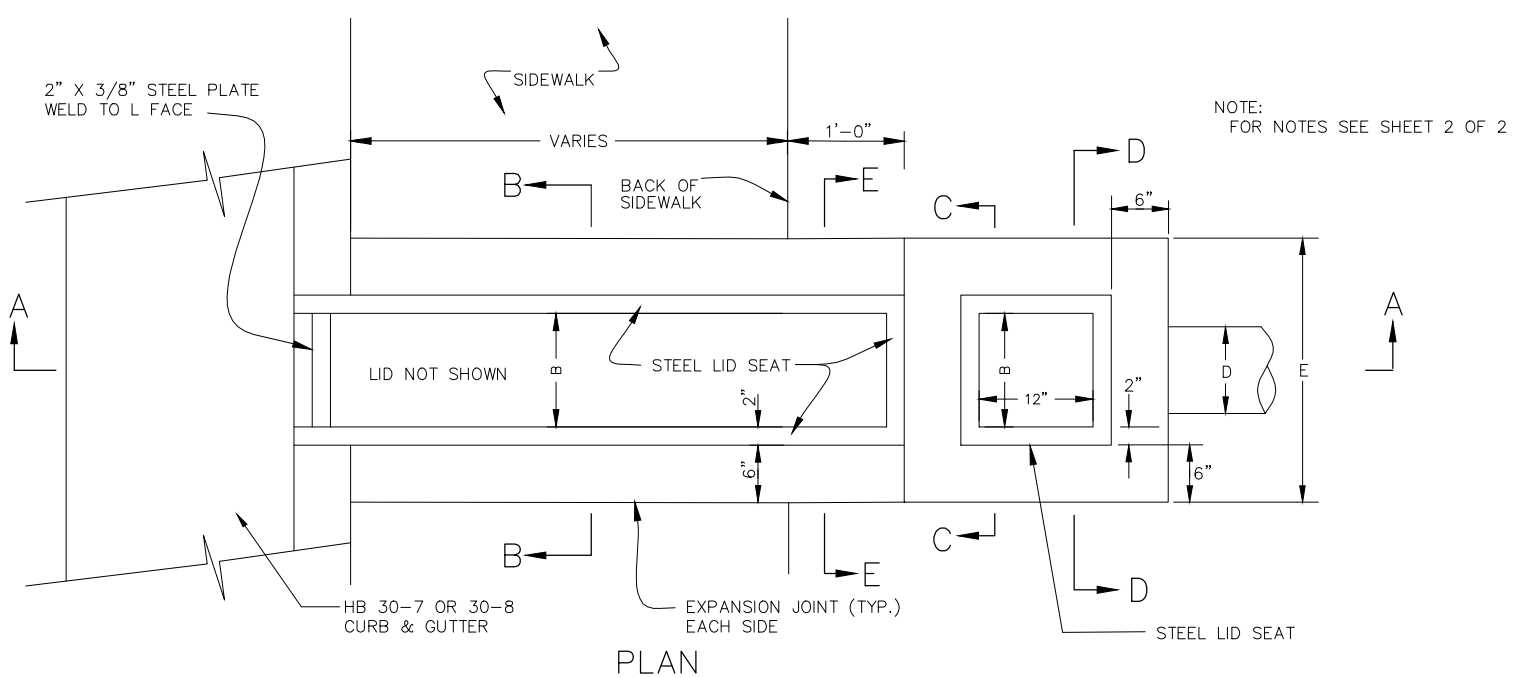 2” X 3/8” STEEL PLATE
WELD TO L FACE
SIDEWALK
VARIES
1’-0”
NOTE:
FOR NOTES SEE SHEET 2 OF 2
B
BACK OF
SIDEWALK
E
D
C
6”
A
A
LID NOT SHOWN
B
STEEL LID SEAT
2”
6”
B
12”
2”
6”
D
E
B
E
C
D
HB 30-7 OR 30-8
CURB & GUTTER
EXPANSION JOINT (TYP.)
EACH SIDE
STEEL LID SEAT
PLAN